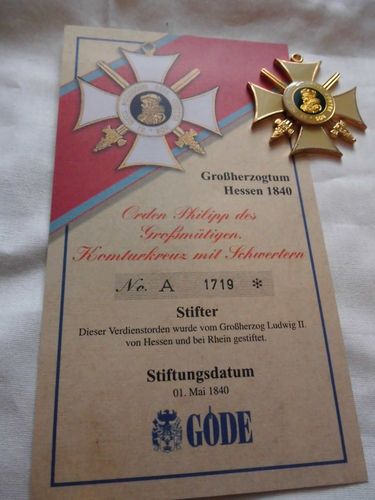 Großherzogtum
Hessen 1840
Orden Philipp des
Großmütigen,
Komturkreuz mit Schwertern
No. A 1719 *
Stifter
Dieser Verdienstorden wurde vom Großherzog Ludwig II.
von Hessen und bei Rhein gestiftet.
Stiftungsdatum
01. Mai 1840
GÖDE